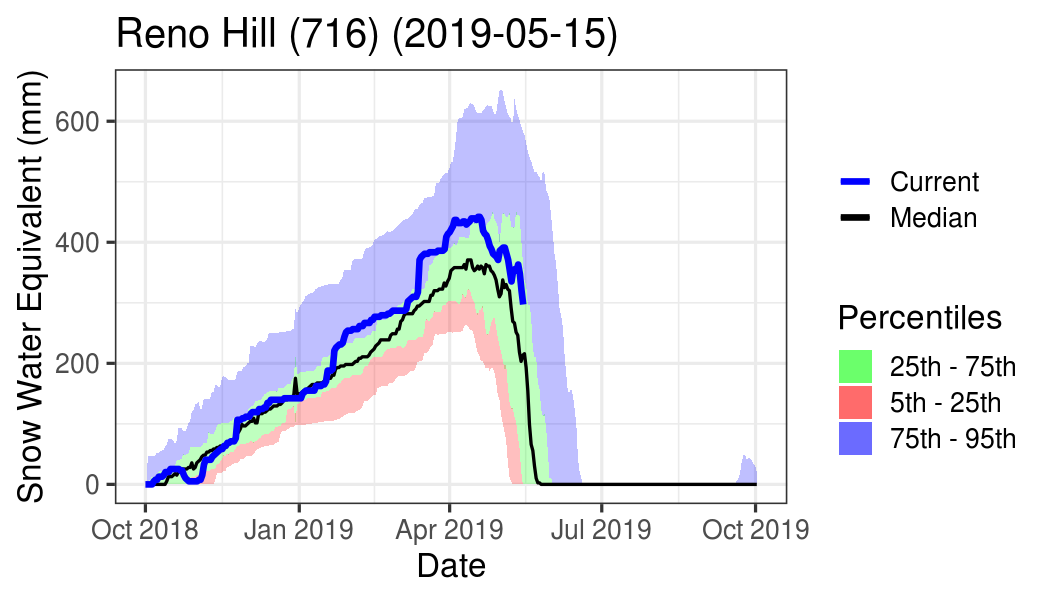 Reno Hill (716) (2019-05-15)
Snow Water Equivalent (mm)
600
400
200
0
Oct 2018
Jan 2019
Apr 2019
Jul 2019
Oct 2019
Date
Current
Median
Percentiles
25th - 75th
5th - 25th
75th - 95th